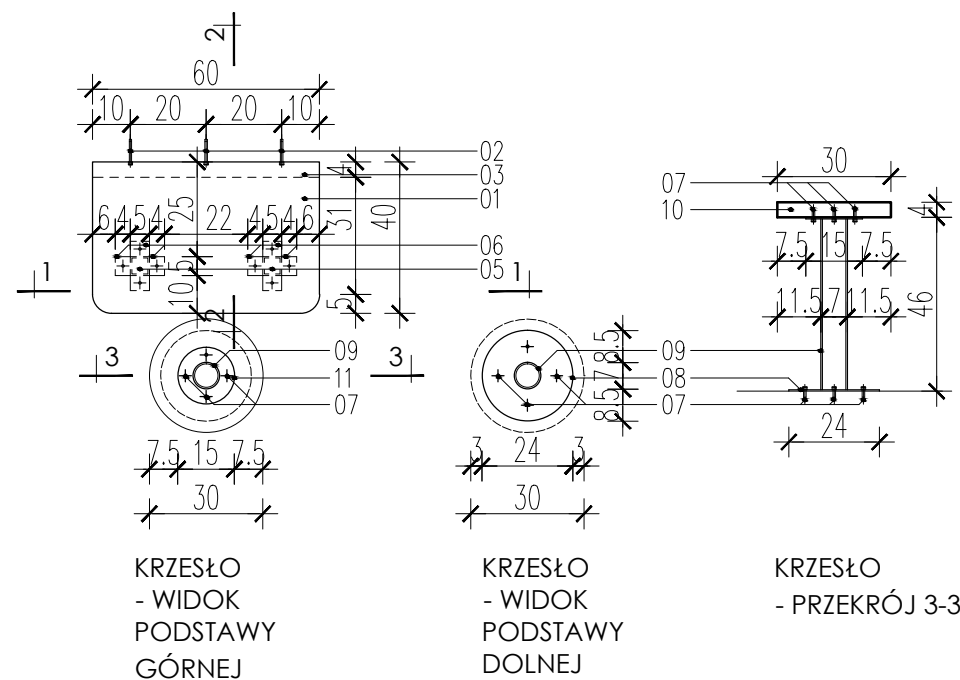 2
60
10 20 20 10
02
03
01
4
31
40
5
25
5
10
6 4 5 4 22 4 5 4 6
06
05
1
1
2
3
3
09
11
07
7.5 15 7.5
30
8.5
7
8.5
3 24 3
30
09
08
07
30
07
10
4
7.5 15 7.5
11.5 7 11.5
46
24
KRZESŁO
- WIDOK
PODSTAWY
GÓRNEJ
KRZESŁO
- WIDOK
PODSTAWY
DOLNEJ
KRZESŁO
- PRZEKRÓJ 3-3